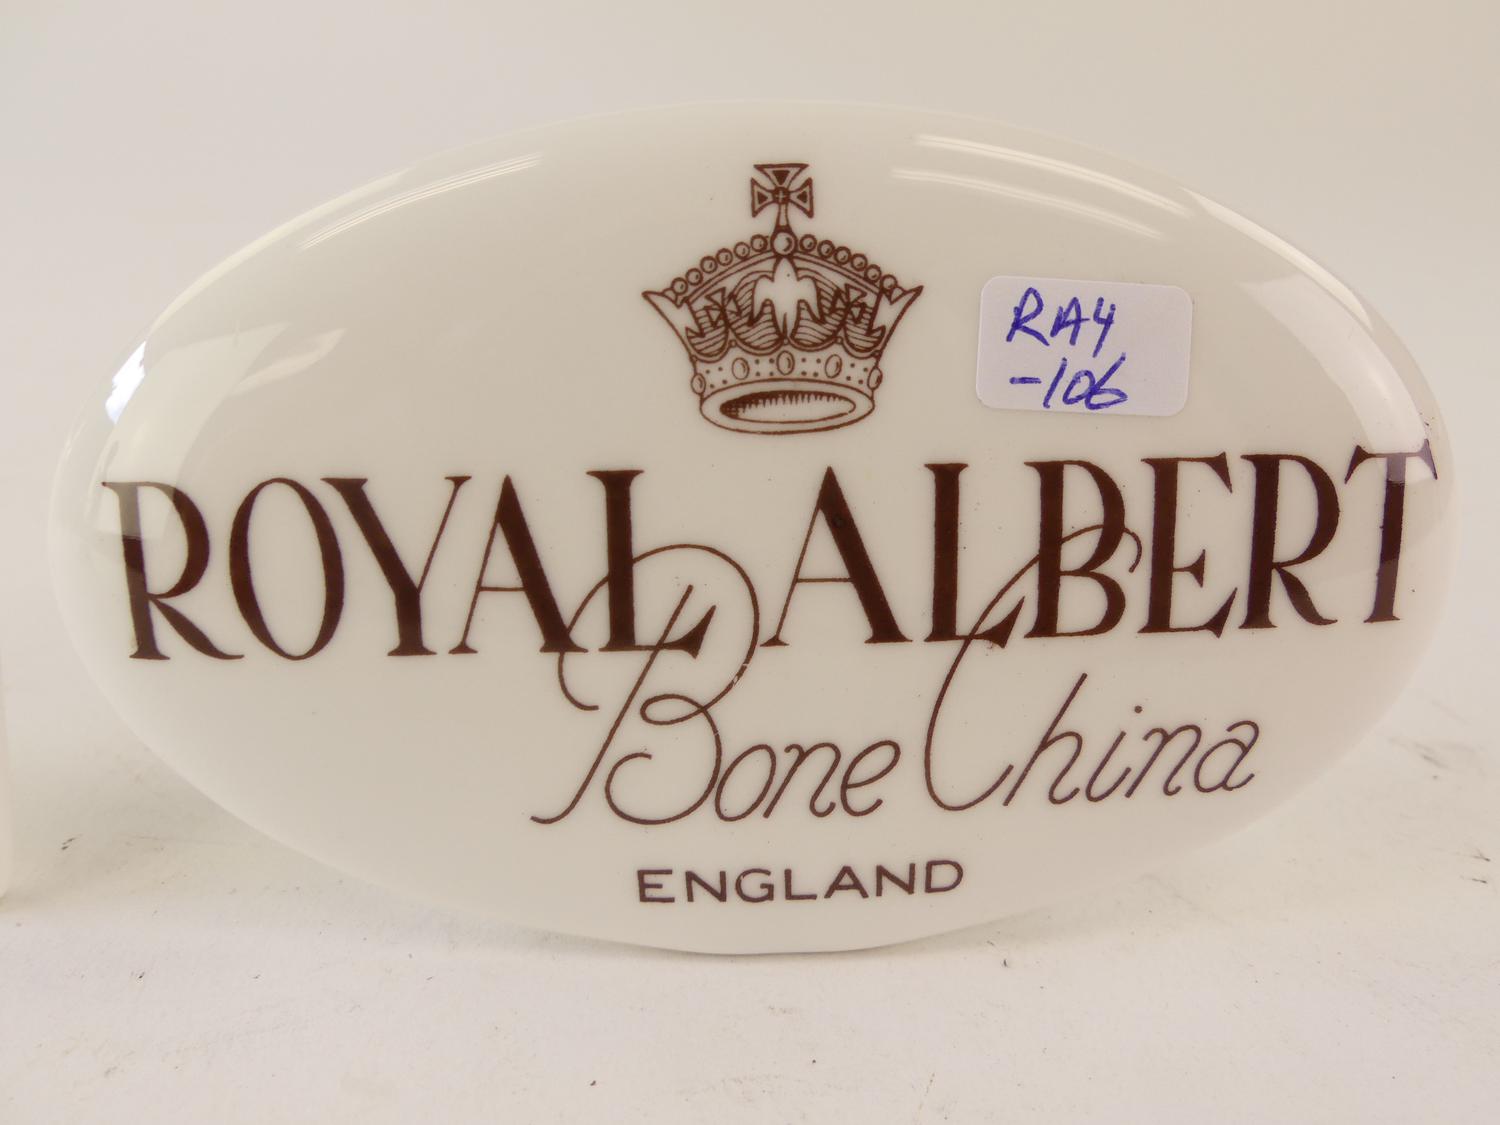 RA4
-106
ROYAL ALBERT
Bone China
ENGLAND